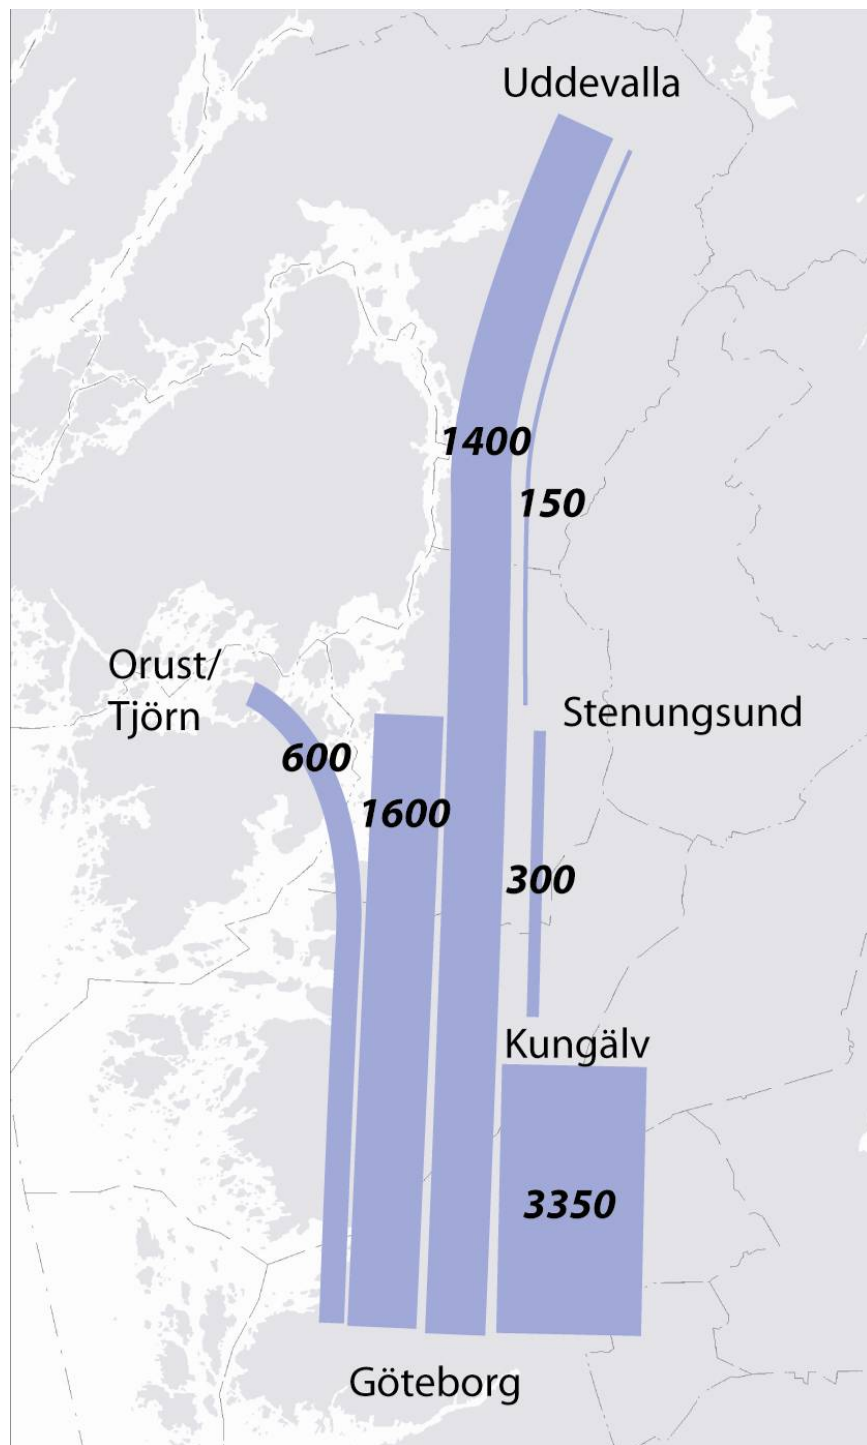 Uddevalla
1400
150
Orust/
Tjörn
Stenungsund
600
1600
300
Kungälv
3350
Göteborg